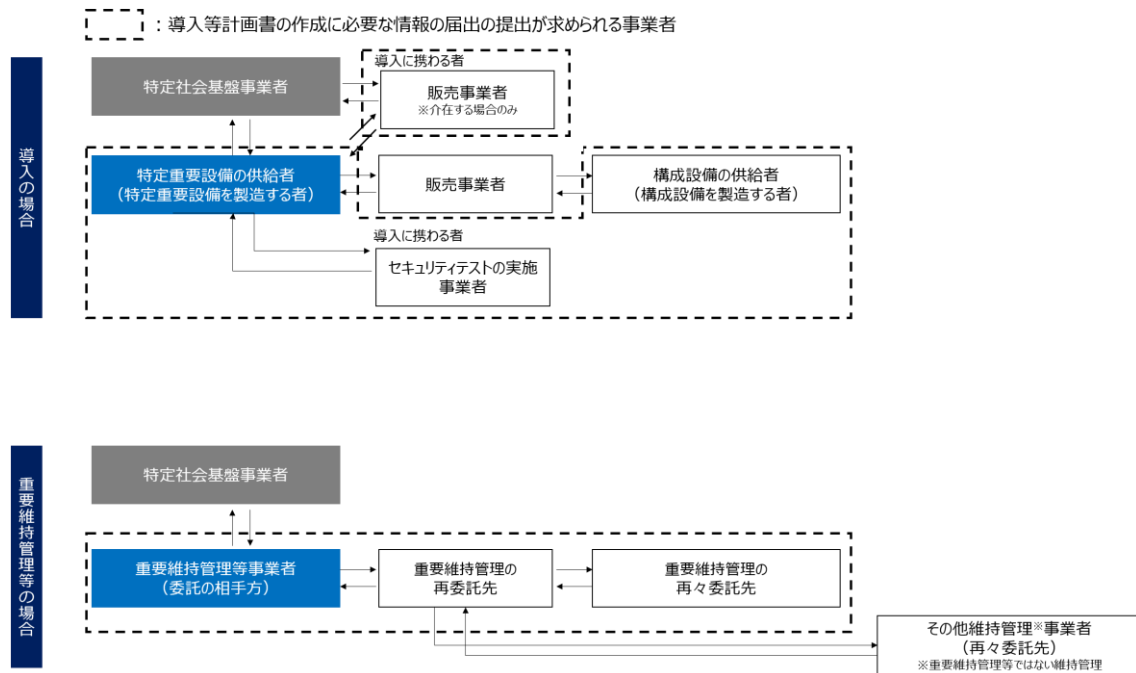 ：導入等計画書の作成に必要な情報の届出の提出が求められる事業者
導入の場合
導入に携わる者
特定社会基盤事業者
販売事業者
※介在する場合のみ
特定重要設備の供給者
（特定重要設備を製造する者）
販売事業者
構成設備の供給者
（構成設備を製造する者）
導入に携わる者
セキュリティテストの実施
事業者
重要維持管理等の場合
特定社会基盤事業者
重要維持管理等事業者
（委託の相手方）
重要維持管理の
再委託先
重要維持管理の
再々委託先
その他維持管理※事業者
（再々委託先）
※重要維持管理等ではない維持管理